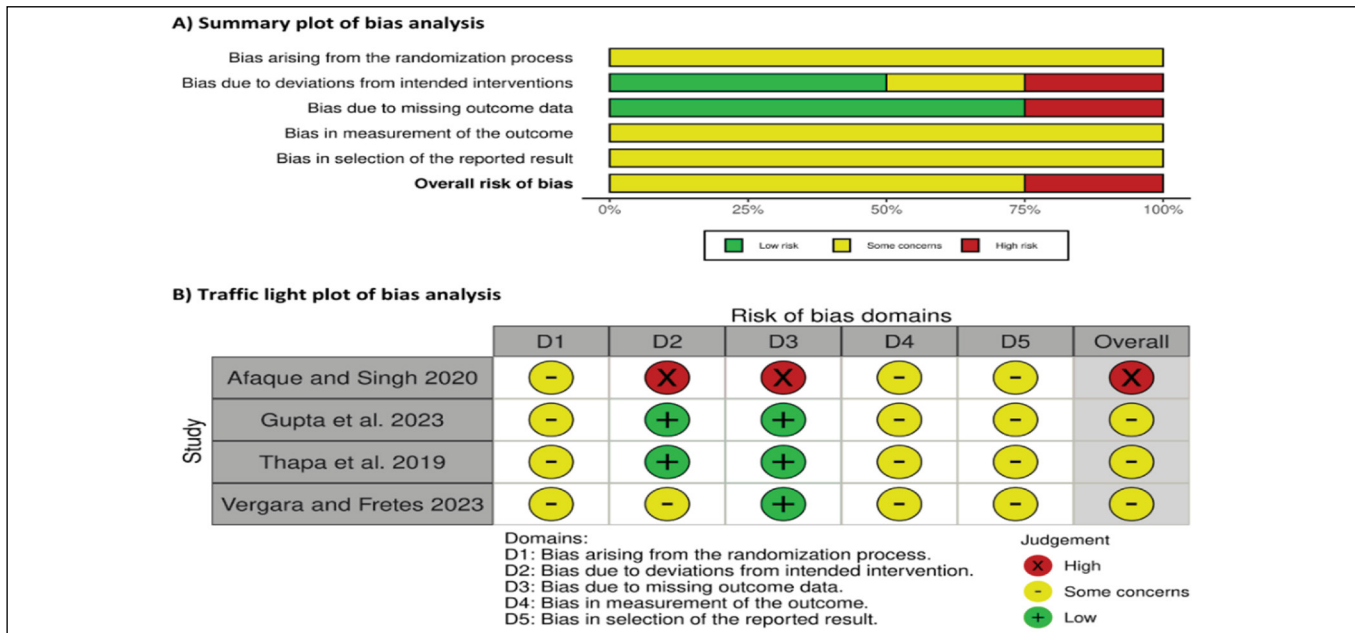 A) Summary plot of bias analysis
Bias arising from the randomization process
Bias due to deviations from intended interventions
Bias due to missing outcome data
Bias in measurement of the outcome
Bias in selection of the reported result
Overall risk of bias
0% 25% 50% 75% 100%
Low risk Some concerns High risk
B) Traffic light plot of bias analysis
Risk of bias domains
D1 D2 D3 D4 D5 Overall
Study
Afaque and Singh 2020 - X X - - X
Gupta et al. 2023 - + + - - -
Thapa et al. 2019 - + + - - -
Vergara and Fretes 2023 - - + - - -
Domains:
D1: Bias arising from the randomization process.
D2: Bias due to deviations from intended intervention.
D3: Bias due to missing outcome data.
D4: Bias in measurement of the outcome.
D5: Bias in selection of the reported result.
Judgement
X High
- Some concerns
+ Low